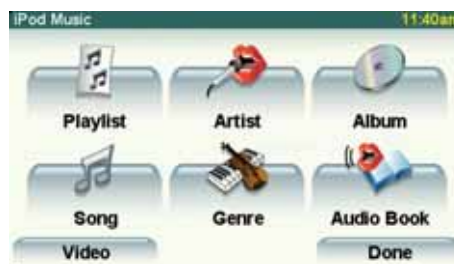 iPod Music 11:40am
Playlist Artist Album
Song Genre Audio Book
Video Done